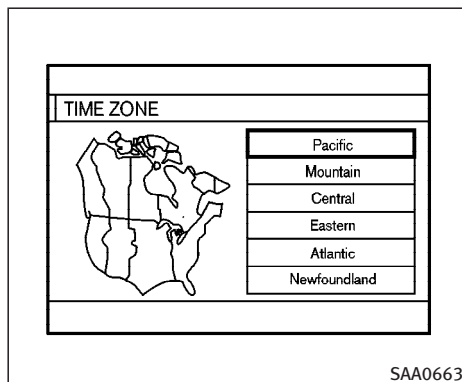 TIME ZONE
Pacific
Mountain
Central
Eastern
Atlantic
Newfoundland
SAA0663